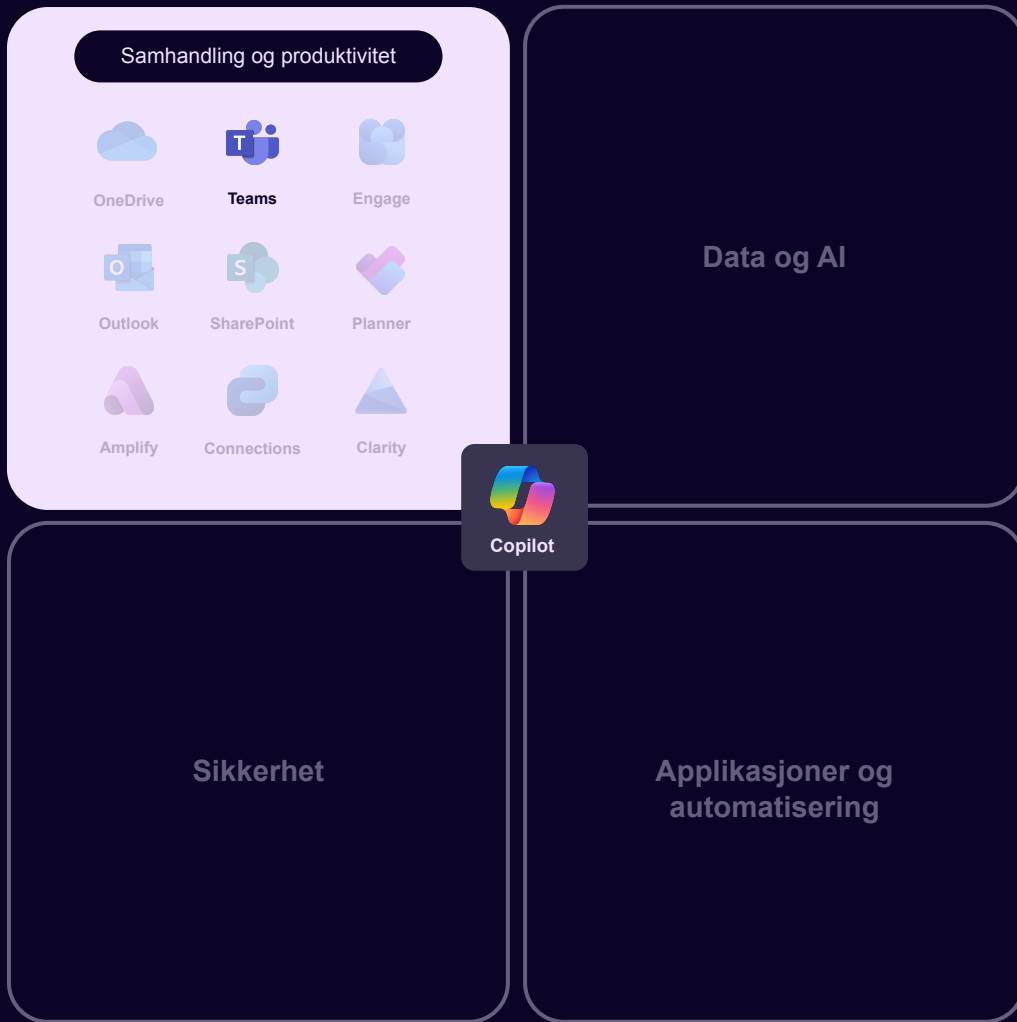 Samhandling og produktivitet
T
OneDrive
Teams
Engage
O
S
Outlook
SharePoint
Planner
Amplify
Connections
Clarity
Data og AI
Copilot
Sikkerhet
Applikasjoner og
automatisering